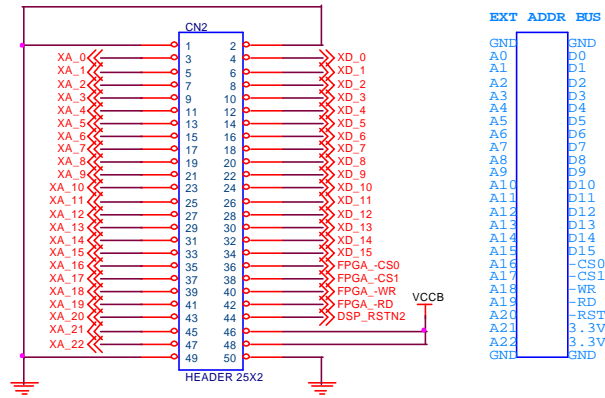 CN2
1 2
XA_0 3 4 XD_0
XA_1 5 6 XD_1
XA_2 7 8 XD_2
XA_3 9 10 XD_3
XA_4 11 12 XD_4
XA_5 13 14 XD_5
XA_6 15 16 XD_6
XA_7 17 18 XD_7
XA_8 19 20 XD_8
XA_9 21 22 XD_9
XA_10 23 24 XD_10
XA_11 25 26 XD_11
XA_12 27 28 XD_12
XA_13 29 30 XD_13
XA_14 31 32 XD_14
XA_15 33 34 XD_15
XA_16 35 36 FPGA_-CS0
XA_17 37 38 FPGA_-CS1
XA_18 39 40 FPGA_-WR
XA_19 41 42 FPGA_-RD
XA_20 43 44 DSP_RSTN2
XA_21 45 46
XA_22 47 48
49 50
HEADER 25X2
VCCB
EXT ADDR BUS
GND GND
A0 D0
A1 D1
A2 D2
A3 D3
A4 D4
A5 D5
A6 D6
A7 D7
A8 D8
A9 D9
A10 D10
A11 D11
A12 D12
A13 D13
A14 D14
A15 D15
A16 -CS0
A17 -CS1
A18 -WR
A19 -RD
A20 -RST
A21 3.3V
A22 3.3V
GND GND